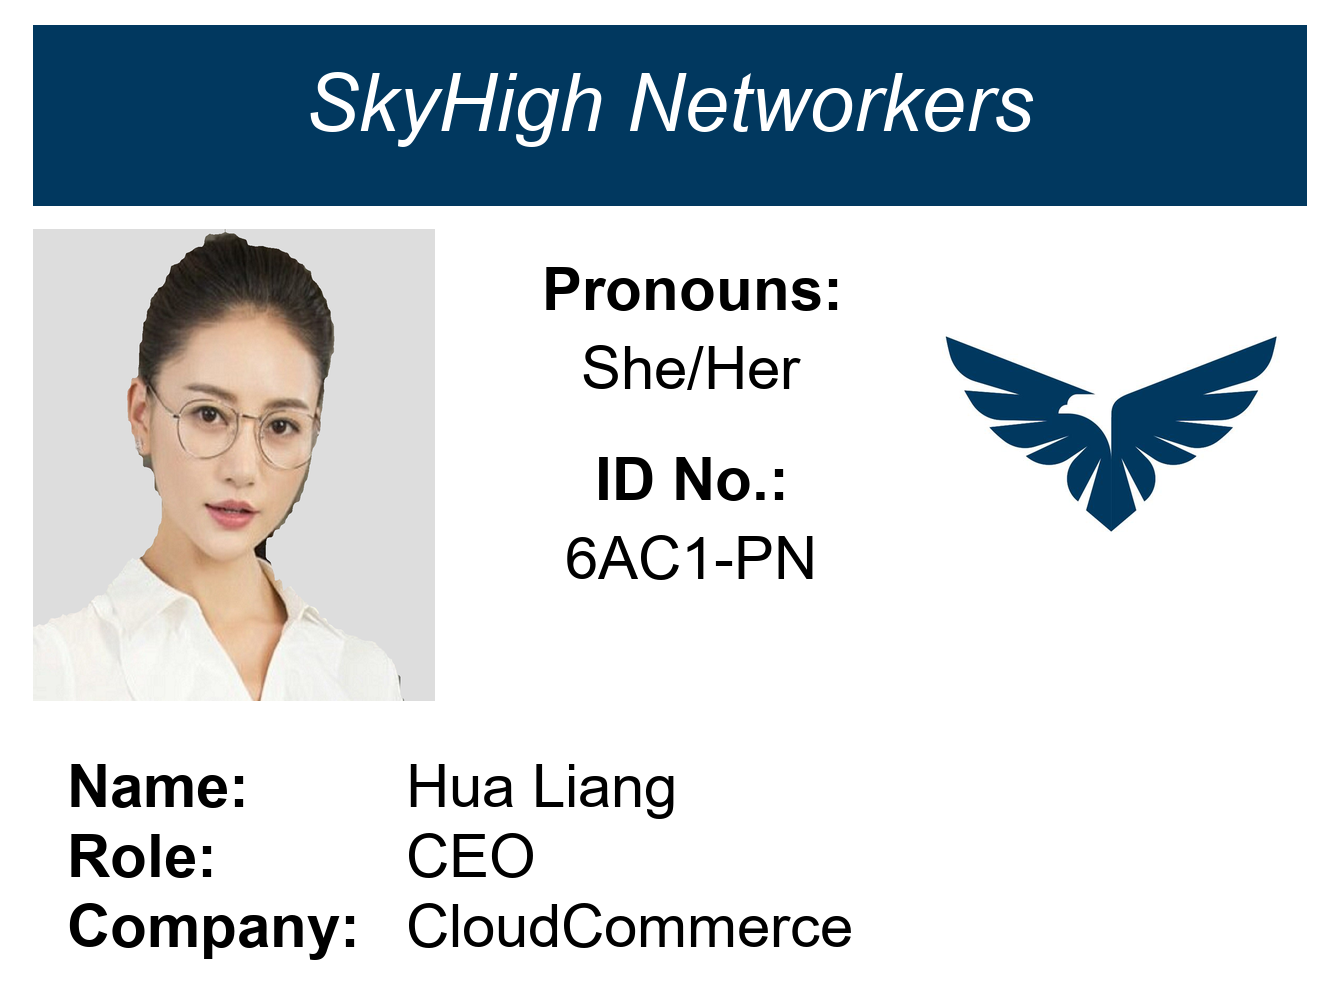 SkyHigh Networkers
Pronouns:
She/Her
ID No.:
6AC1-PN
Name: Hua Liang
Role: CEO
Company: CloudCommerce